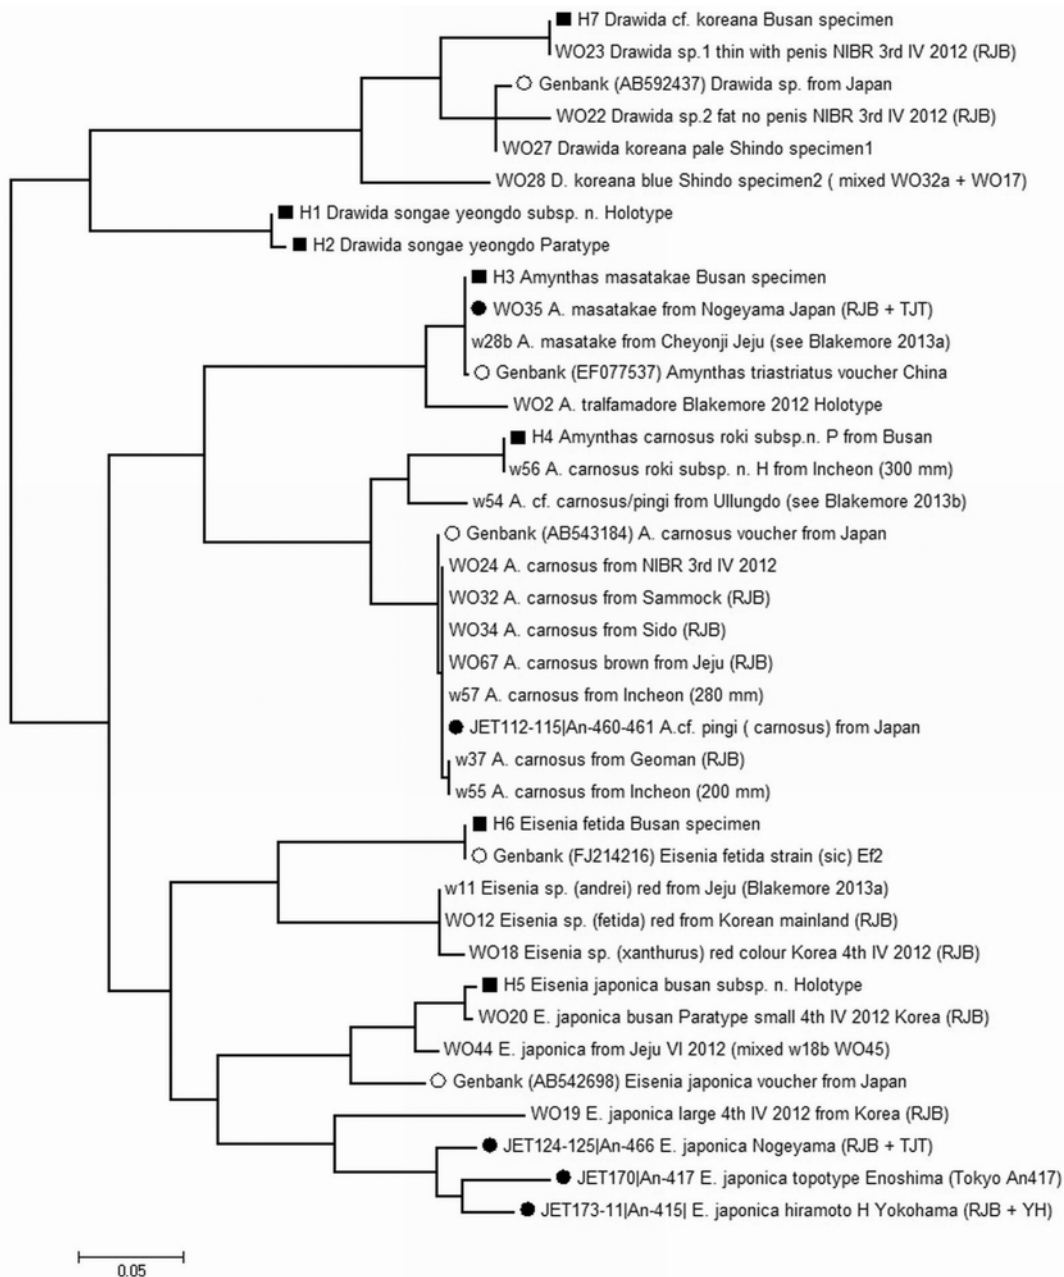 H7 Drawida cf. koreana Busan specimen
WO23 Drawida sp.1 thin with penis NIBR 3rd IV 2012 (RJB)
Genbank (AB592437) Drawida sp. from Japan
WO22 Drawida sp.2 fat no penis NIBR 3rd IV 2012 (RJB)
WO27 Drawida koreana pale Shindo specimen1
WO28 D. koreana blue Shindo specimen2 ( mixed WO32a + WO17)
H1 Drawida songae yeongdo subsp. n. Holotype
H2 Drawida songae yeongdo Paratype
H3 Amynthas masatakae Busan specimen
WO35 A. masatakae from Nogeyama Japan (RJB + TJT)
w28b A. masatake from Cheyonji Jeju (see Blakemore 2013a)
Genbank (EF077537) Amynthas triastriatus voucher China
WO2 A. tralfamadore Blakemore 2012 Holotype
H4 Amynthas carnosus roki subsp.n. P from Busan
w56 A. carnosus roki subsp. n. H from Incheon (300 mm)
w54 A. cf. carnosus/pingi from Ullungdo (see Blakemore 2013b)
Genbank (AB543184) A. carnosus voucher from Japan
WO24 A. carnosus from NIBR 3rd IV 2012
WO32 A. carnosus from Sammock (RJB)
WO34 A. carnosus from Sido (RJB)
WO67 A. carnosus brown from Jeju (RJB)
w57 A. carnosus from Incheon (280 mm)
JET112-115|An-460-461 A.cf. pingi ( carnosus) from Japan
w37 A. carnosus from Geoman (RJB)
w55 A. carnosus from Incheon (200 mm)
H6 Eisenia fetida Busan specimen
Genbank (FJ214216) Eisenia fetida strain (sic) Ef2
w11 Eisenia sp. (andrei) red from Jeju (Blakemore 2013a)
WO12 Eisenia sp. (fetida) red from Korean mainland (RJB)
WO18 Eisenia sp. (xanthurus) red colour Korea 4th IV 2012 (RJB)
H5 Eisenia japonica busan subsp. n. Holotype
WO20 E. japonica busan Paratype small 4th IV 2012 Korea (RJB)
WO44 E. japonica from Jeju VI 2012 (mixed w18b WO45)
Genbank (AB542698) Eisenia japonica voucher from Japan
WO19 E. japonica large 4th IV 2012 from Korea (RJB)
JET124-125|An-466 E. japonica Nogeyama (RJB + TJT)
JET170|An-417 E. japonica topotype Enoshima (Tokyo An417)
JET173-11|An-415| E. japonica hiramoto H Yokohama (RJB + YH)
0.05